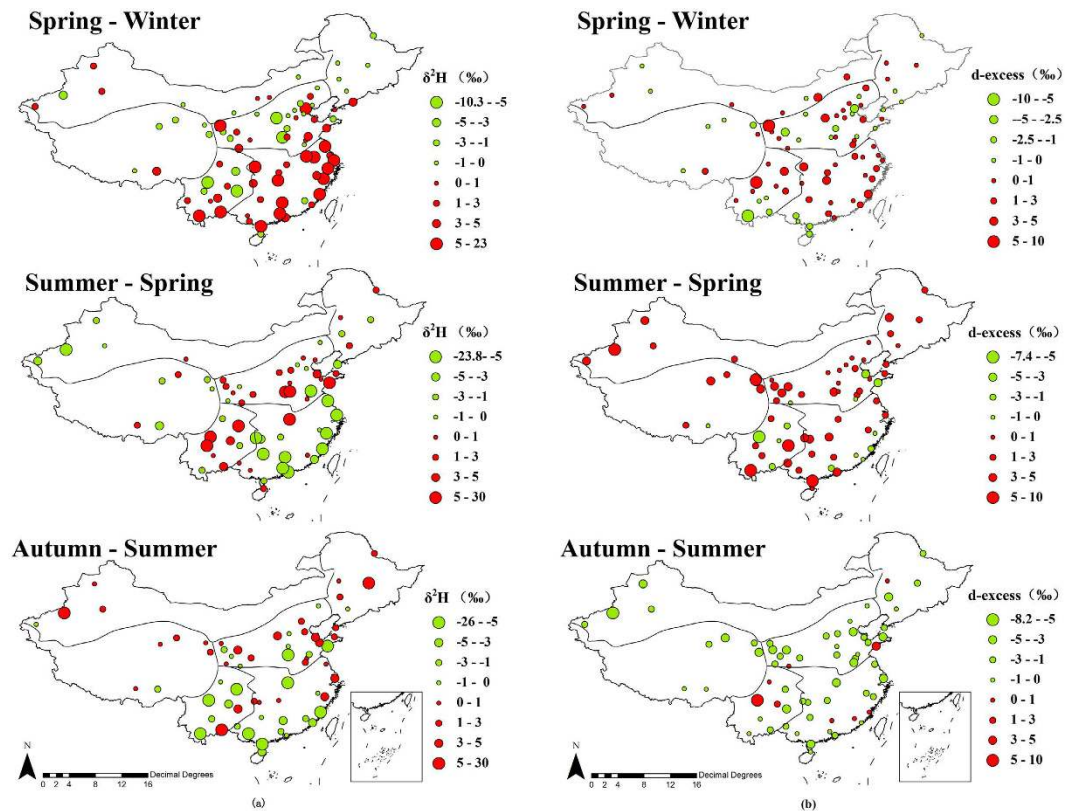 Spring - Winter
δ²H (‰)
-10.3 - -5
-5 - -3
-3 - -1
-1 - 0
0 - 1
1 - 3
3 - 5
5 - 23
Spring - Winter
d-excess (‰)
-10 - -5
--5 - -2.5
-2.5 - -1
-1 - 0
0 - 1
1 - 3
3 - 5
5 - 10
Summer - Spring
δ²H (‰)
-23.8 - -5
-5 - -3
-3 - -1
-1 - 0
0 - 1
1 - 3
3 - 5
5 - 30
Summer - Spring
d-excess (‰)
-7.4 - -5
-5 - -3
-3 - -1
-1 - 0
0 - 1
1 - 3
3 - 5
5 - 10
Autumn - Summer
δ²H (‰)
-26 - -5
-5 - -3
-3 - -1
-1 - 0
0 - 1
1 - 3
3 - 5
5 - 30
N
0 2 4 8 12 16 Decimal Degrees
(a)
Autumn - Summer
d-excess (‰)
-8.2 - -5
-5 - -3
-3 - -1
-1 - 0
0 - 1
1 - 3
3 - 5
5 - 10
N
0 2 4 8 12 16 Decimal Degrees
(b)